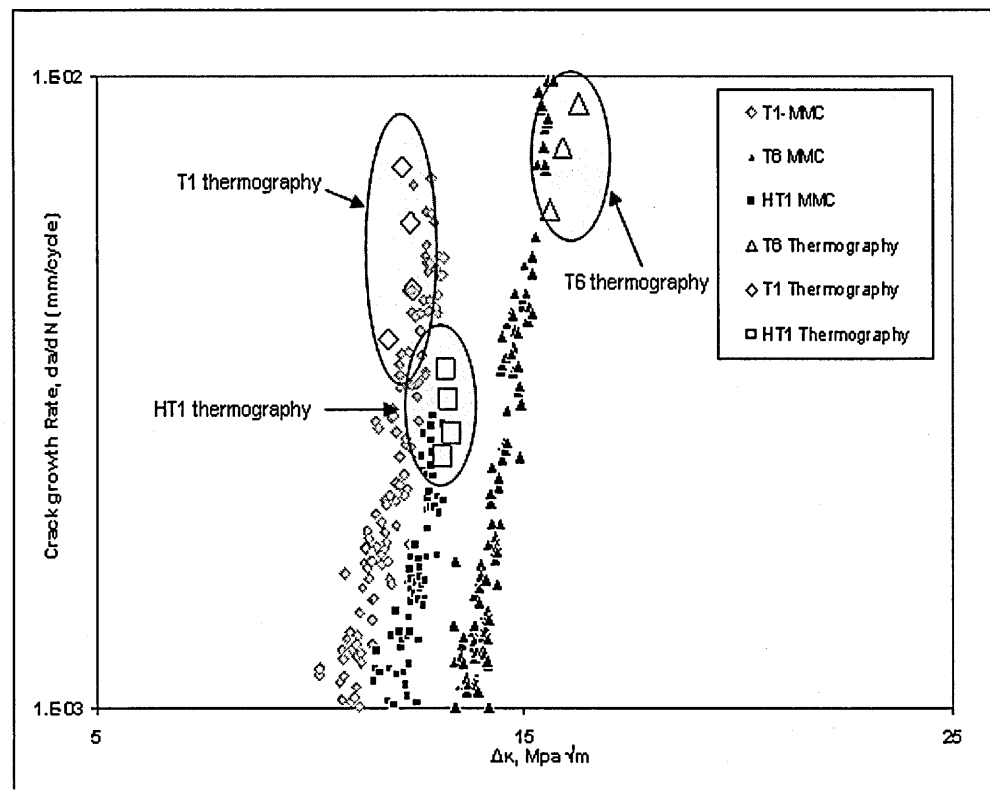 1.E-02
T1 thermography
T1- MMC
T6 MMC
HT1 MMC
T6 Thermography
T1 Thermography
HT1 Thermography
T6 thermography
HT1 thermography
Crack growth Rate, da/dN (mm/cycle)
1.E-03
5
15
25
Δκ, Mpa √m